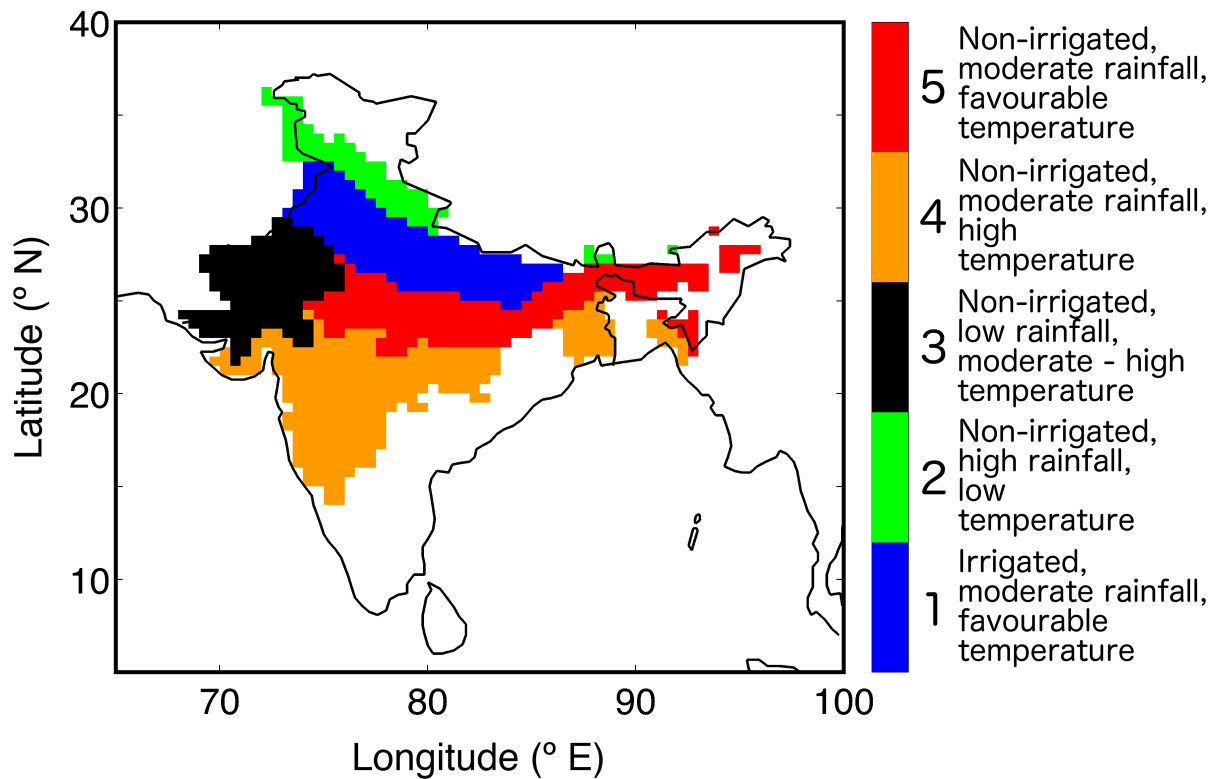 40
30
20
10
Latitude (º N)
70
80
90
100
Longitude (º E)
5
Non-irrigated,
moderate rainfall,
favourable
temperature
4
Non-irrigated,
moderate rainfall,
high
temperature
3
Non-irrigated,
low rainfall,
moderate - high
temperature
2
Non-irrigated,
high rainfall,
low
temperature
1
Irrigated,
moderate rainfall,
favourable
temperature